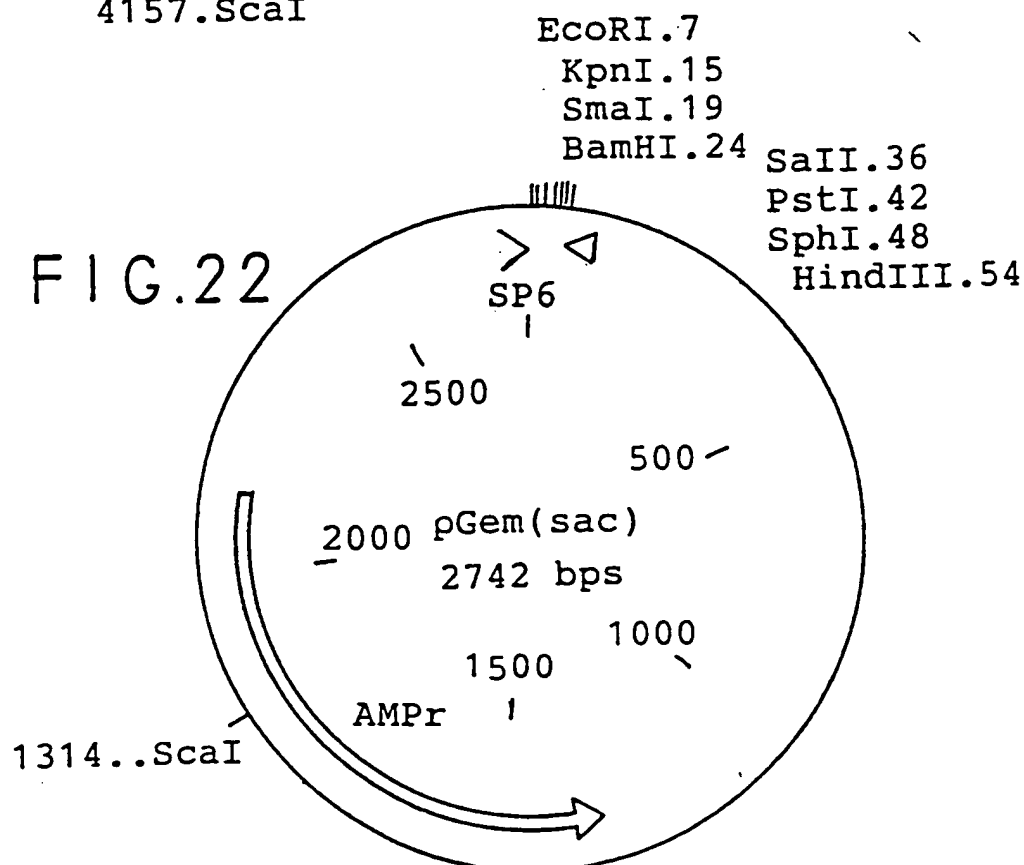 4157.ScaI
EcoRI.7
KpnI.15
SmaI.19
BamHI.24
SaII.36
PstI.42
SphI.48
HindIII.54
FIG.22
SP6
2500
500
2000
pGem(sac)
2742 bps
1000
1500
AMPr
1314..ScaI